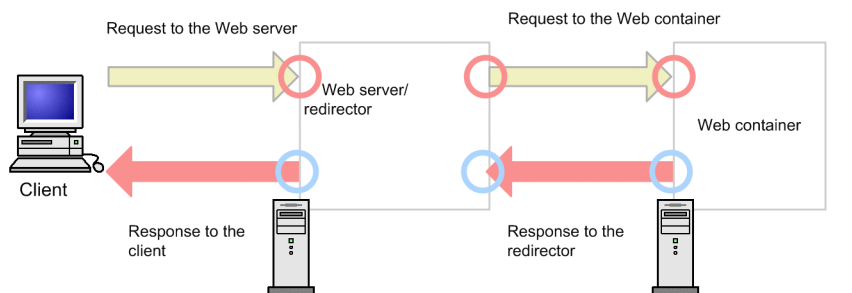 Request to the Web server
Request to the Web container
Web server/
redirector
Web container
Client
Response to the
client
Response to the
redirector